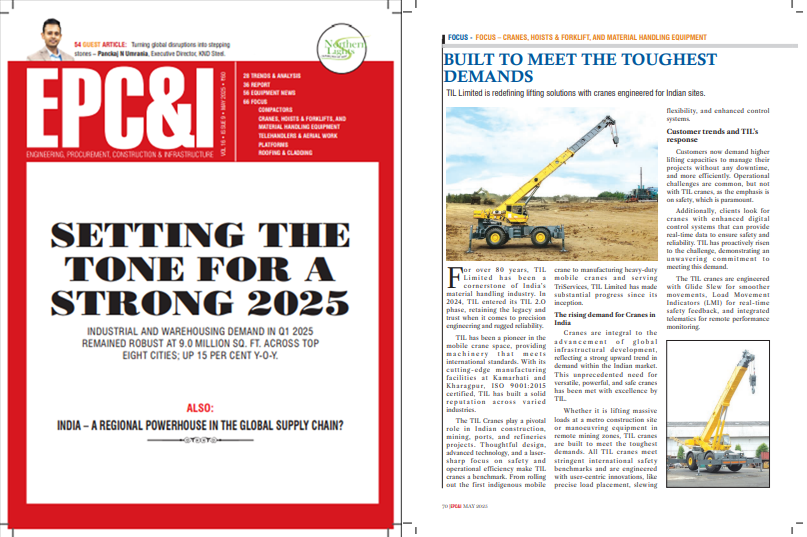 54 GUEST ARTICLE: Turning global disruptions into stepping
stones – Panckaj N Umrania, Executive Director, KND Steel.
Northern
Lights
EPC&I
ENGINEERING, PROCUREMENT, CONSTRUCTION & INFRASTRUCTURE
VOL 16 • ISSUE 9 • MAY 2025 • ₹60
28 TRENDS & ANALYSIS
36 REPORT
56 EQUIPMENT NEWS
66 FOCUS
COMPACTORS
CRANES, HOISTS & FORKLIFTS, AND
MATERIAL HANDLING EQUIPMENT
TELEHANDLERS & AERIAL WORK
PLATFORMS
ROOFING & CLADDING
SETTING THE
TONE FOR A
STRONG 2025
INDUSTRIAL AND WAREHOUSING DEMAND IN Q1 2025
REMAINED ROBUST AT 9.0 MILLION SQ. FT. ACROSS TOP
EIGHT CITIES; UP 15 PER CENT Y-O-Y.
ALSO:
INDIA – A REGIONAL POWERHOUSE IN THE GLOBAL SUPPLY CHAIN?
FOCUS - FOCUS – CRANES, HOISTS & FORKLIFT, AND MATERIAL HANDLING EQUIPMENT
BUILT TO MEET THE TOUGHEST
DEMANDS
TIL Limited is redefining lifting solutions with cranes engineered for Indian sites.
For over 80 years, TIL
Limited has been a
cornerstone of India's
material handling industry. In
2024, TIL entered its TIL 2.O
phase, retaining the legacy and
trust when it comes to precision
engineering and rugged reliability.
TIL has been a pioneer in the
mobile crane space, providing
machinery that meets
international standards. With its
cutting-edge manufacturing
facilities at Kamarhati and
Kharagpur, ISO 9001:2015
certified, TIL has built a solid
reputation across varied
industries.
The TIL Cranes play a pivotal
role in Indian construction,
mining, ports, and refineries
projects. Thoughtful design,
advanced technology, and a laser-
sharp focus on safety and
operational efficiency make TIL
cranes a benchmark. From rolling
out the first indigenous mobile
crane to manufacturing heavy-duty
mobile cranes and serving
TriServices, TIL Limited has made
substantial progress since its
inception.
The rising demand for Cranes in
India
Cranes are integral to the
advancement of global
infrastructural development,
reflecting a strong upward trend in
demand within the Indian market.
This unprecedented need for
versatile, powerful, and safe cranes
has been met with excellence by
TIL.
Whether it is lifting massive
loads at a metro construction site
or manoeuvring equipment in
remote mining zones, TIL cranes
are built to meet the toughest
demands. All TIL cranes meet
stringent international safety
benchmarks and are engineered
with user-centric innovations, like
precise load placement, slewing
flexibility, and enhanced control
systems.
Customer trends and TIL's
response
Customers now demand higher
lifting capacities to manage their
projects without any downtime,
and more efficiently. Operational
challenges are common, but not
with TIL cranes, as the emphasis is
on safety, which is paramount.
Additionally, clients look for
cranes with enhanced digital
control systems that can provide
real-time data to ensure safety and
reliability. TIL has proactively risen
to the challenge, demonstrating an
unwavering commitment to
meeting this demand.
The TIL cranes are engineered
with Glide Slew for smoother
movements, Load Movement
Indicators (LMI) for real-time
safety feedback, and integrated
telematics for remote performance
monitoring.
70 |EPC&I| MAY 2025